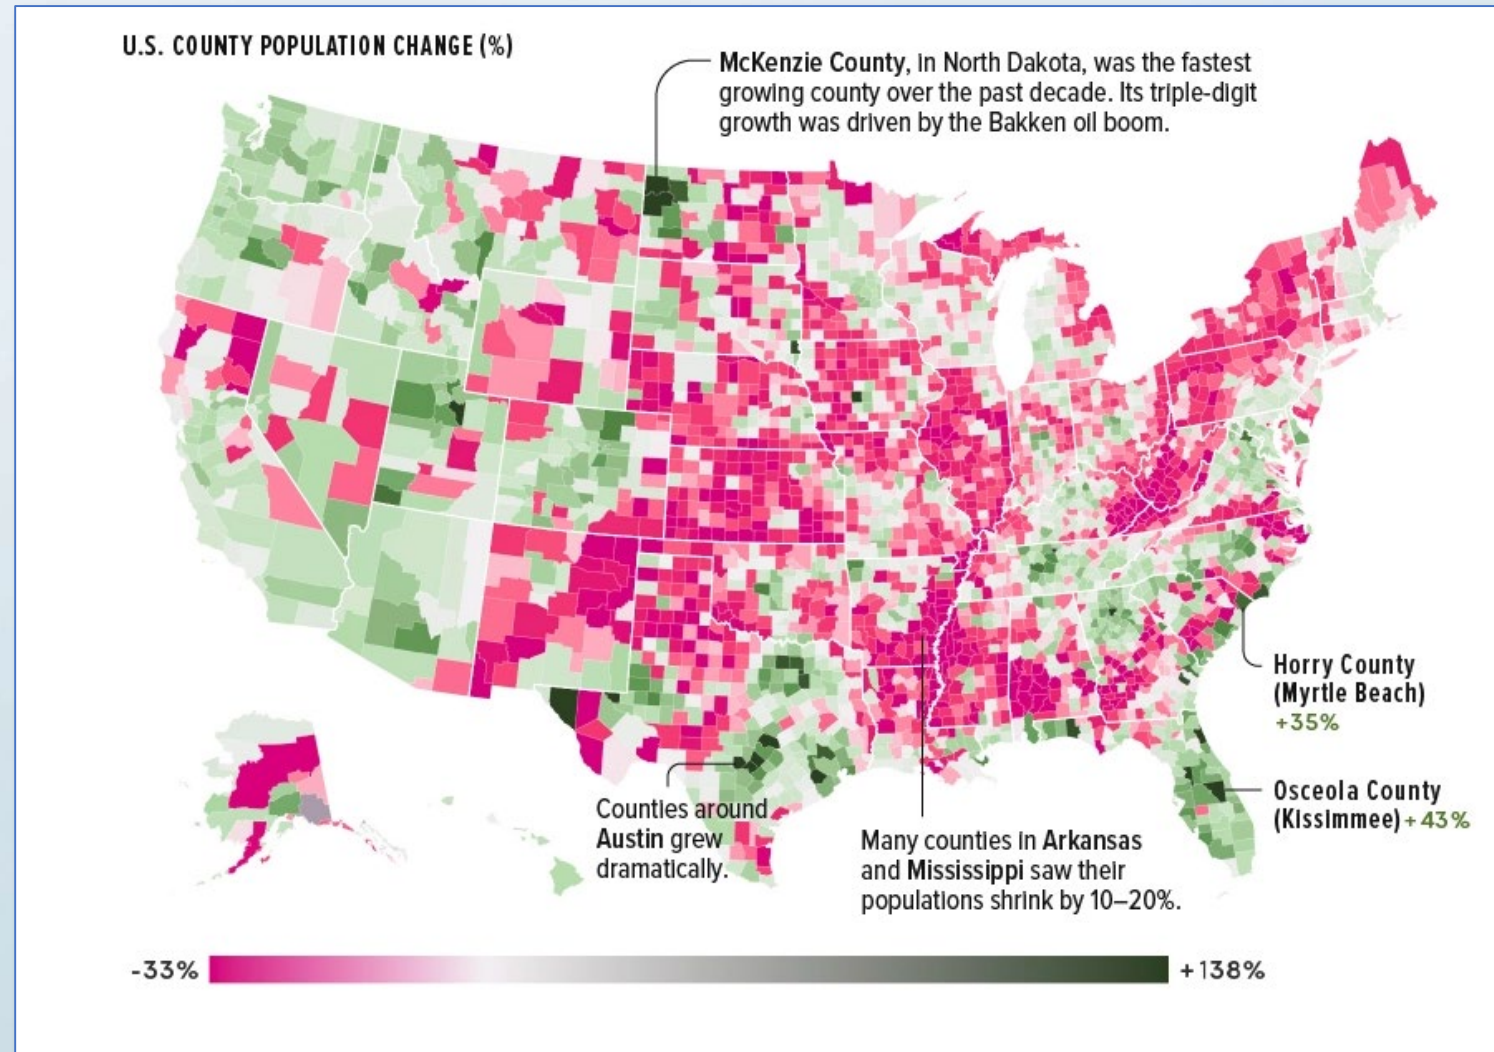 U.S. COUNTY POPULATION CHANGE (%)
McKenzie County, in North Dakota, was the fastest
growing county over the past decade. Its triple-digit
growth was driven by the Bakken oil boom.
Horry County
(Myrtle Beach)
+35%
Osceola County
(Kissimmee) +43%
Counties around
Austin grew
dramatically.
Many counties in Arkansas
and Mississippi saw their
populations shrink by 10–20%.
-33%
+138%